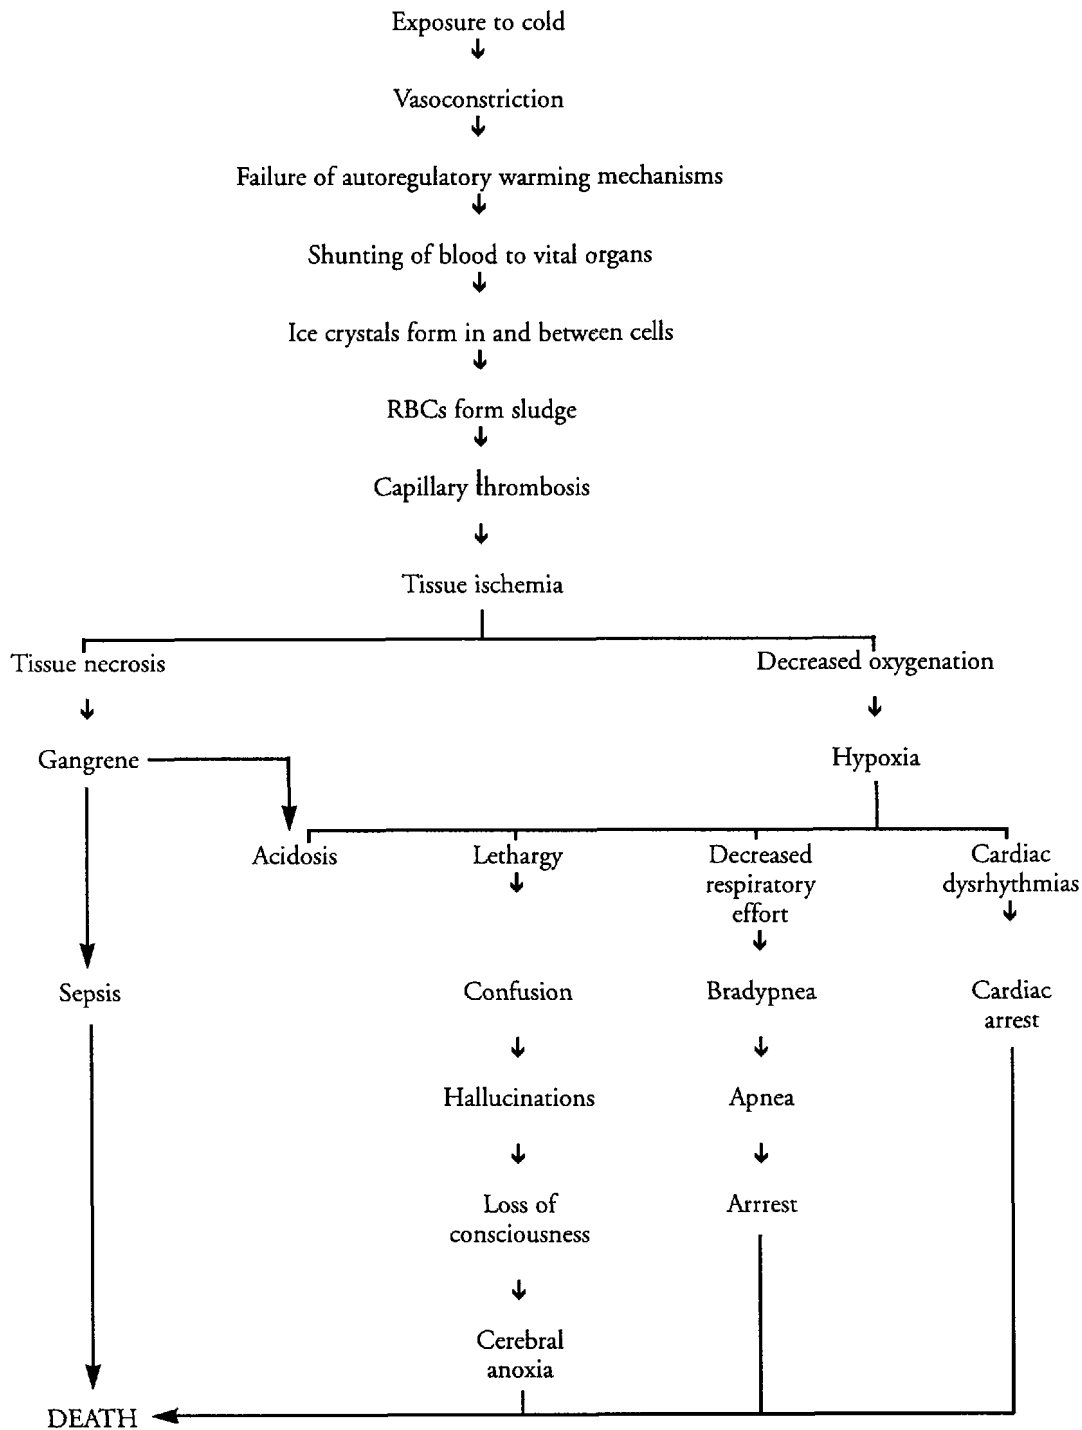 Exposure to cold
Vasoconstriction
Failure of autoregulatory warming mechanisms
Shunting of blood to vital organs
Ice crystals form in and between cells
RBCs form sludge
Capillary thrombosis
Tissue ischemia
Tissue necrosis
Decreased oxygenation
Gangrene
Hypoxia
Acidosis
Lethargy
Decreased
respiratory
effort
Cardiac
dysrhythmias
Sepsis
Confusion
Bradypnea
Cardiac
arrest
Hallucinations
Apnea
Loss of
consciousness
Arrrest
Cerebral
anoxia
DEATH